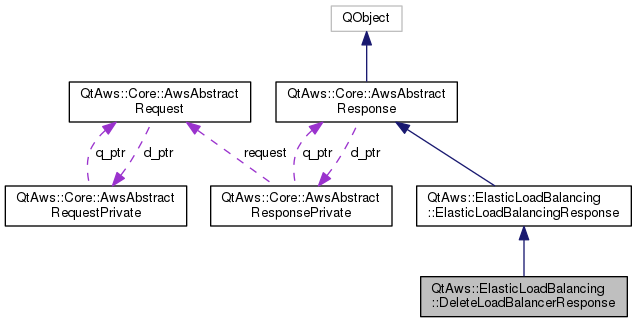 QObject
QtAws::Core::AwsAbstract
Request
QtAws::Core::AwsAbstract
Response
q_ptr
d_ptr
request
q_ptr
d_ptr
QtAws::Core::AwsAbstract
RequestPrivate
QtAws::Core::AwsAbstract
ResponsePrivate
QtAws::ElasticLoadBalancing
::ElasticLoadBalancingResponse
QtAws::ElasticLoadBalancing
::DeleteLoadBalancerResponse